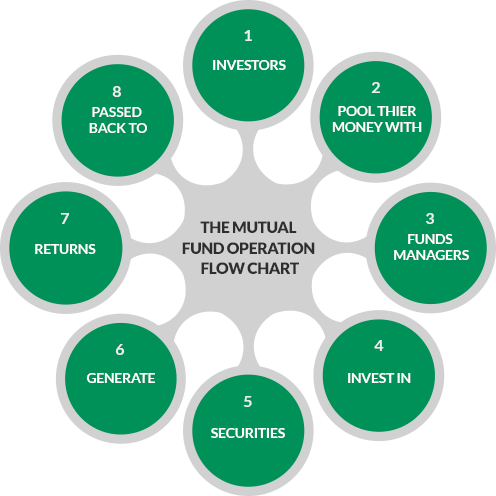 1
INVESTORS
2
POOL THIER
MONEY WITH
3
FUNDS
MANAGERS
4
INVEST IN
5
SECURITIES
6
GENERATE
7
RETURNS
8
PASSED
BACK TO
THE MUTUAL
FUND OPERATION
FLOW CHART